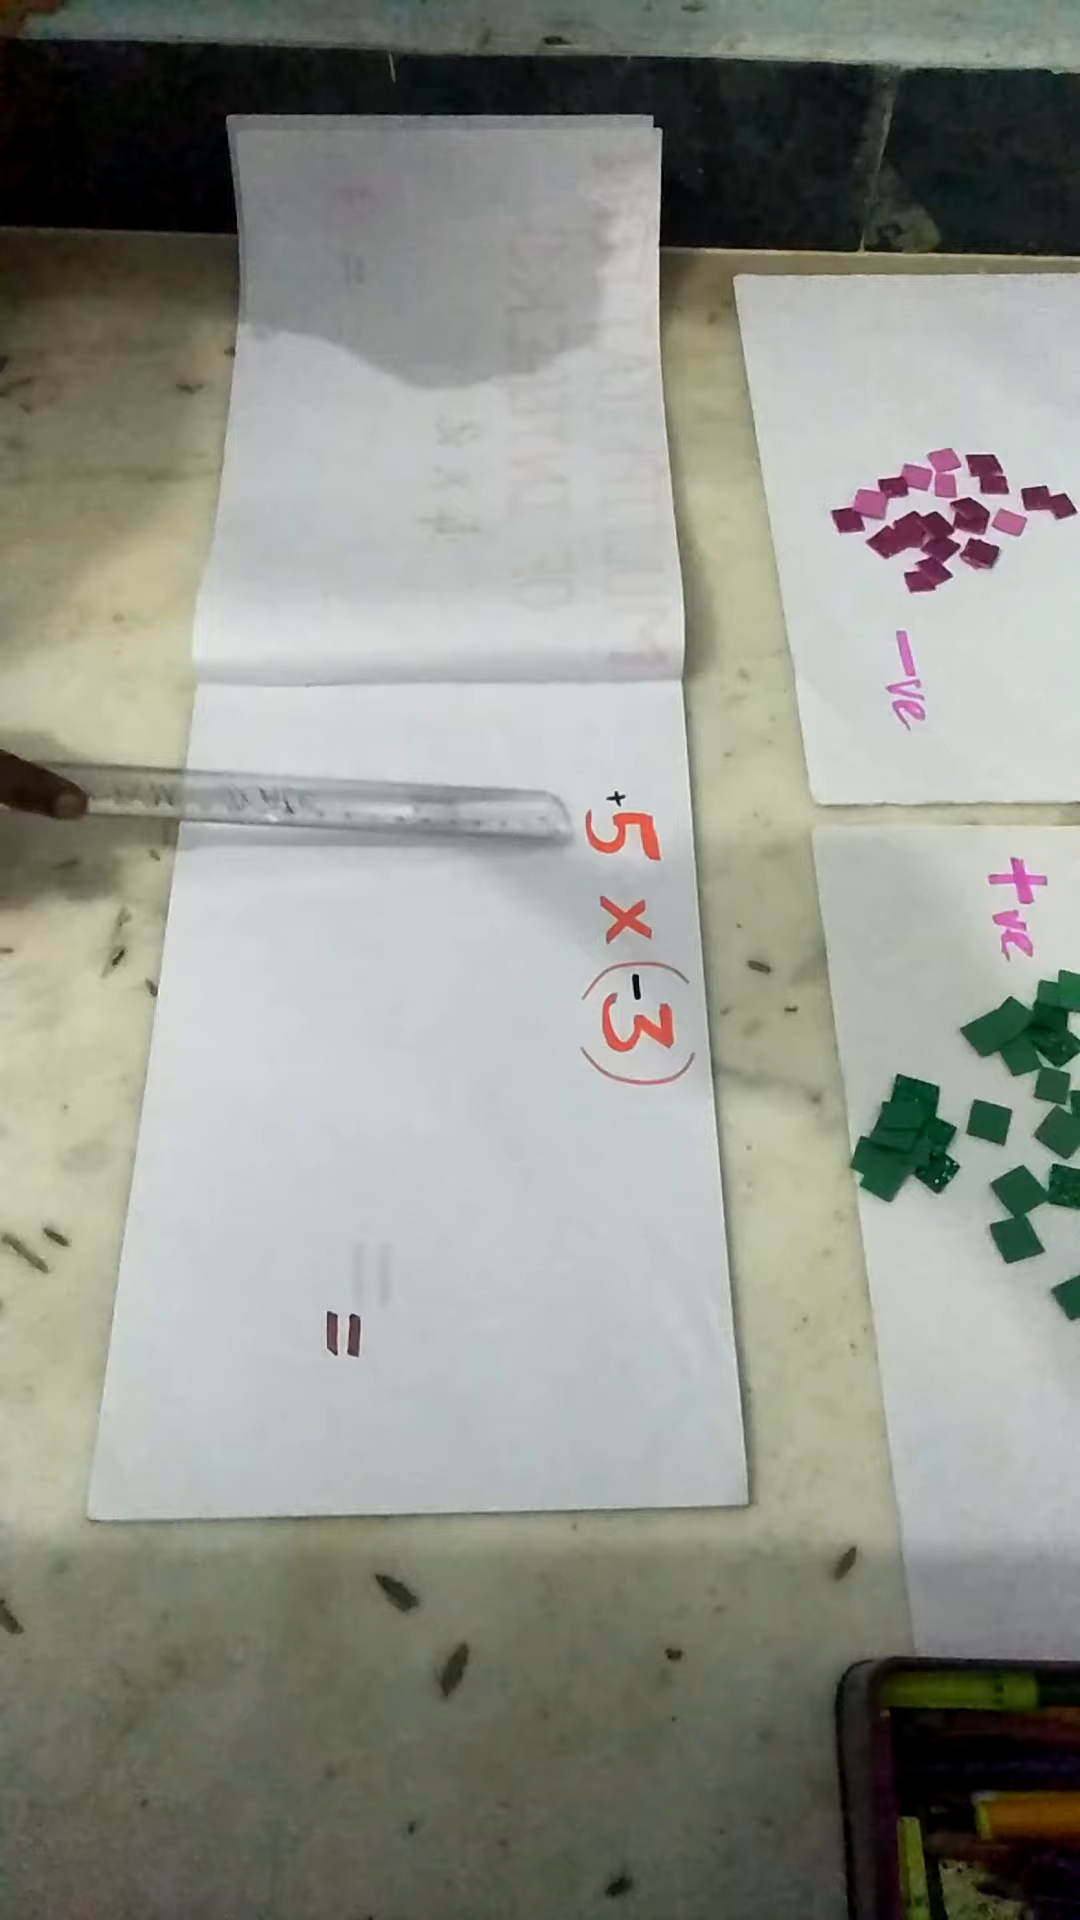 +5 x (-3)
=
-ve
+ve